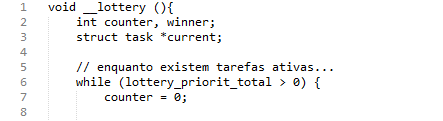 1 void __lottery (){
2 int counter, winner;
3 struct task *current;
4
5 // enquanto existem tarefas ativas...
6 while (lottery_priorit_total > 0) {
7 counter = 0;
8